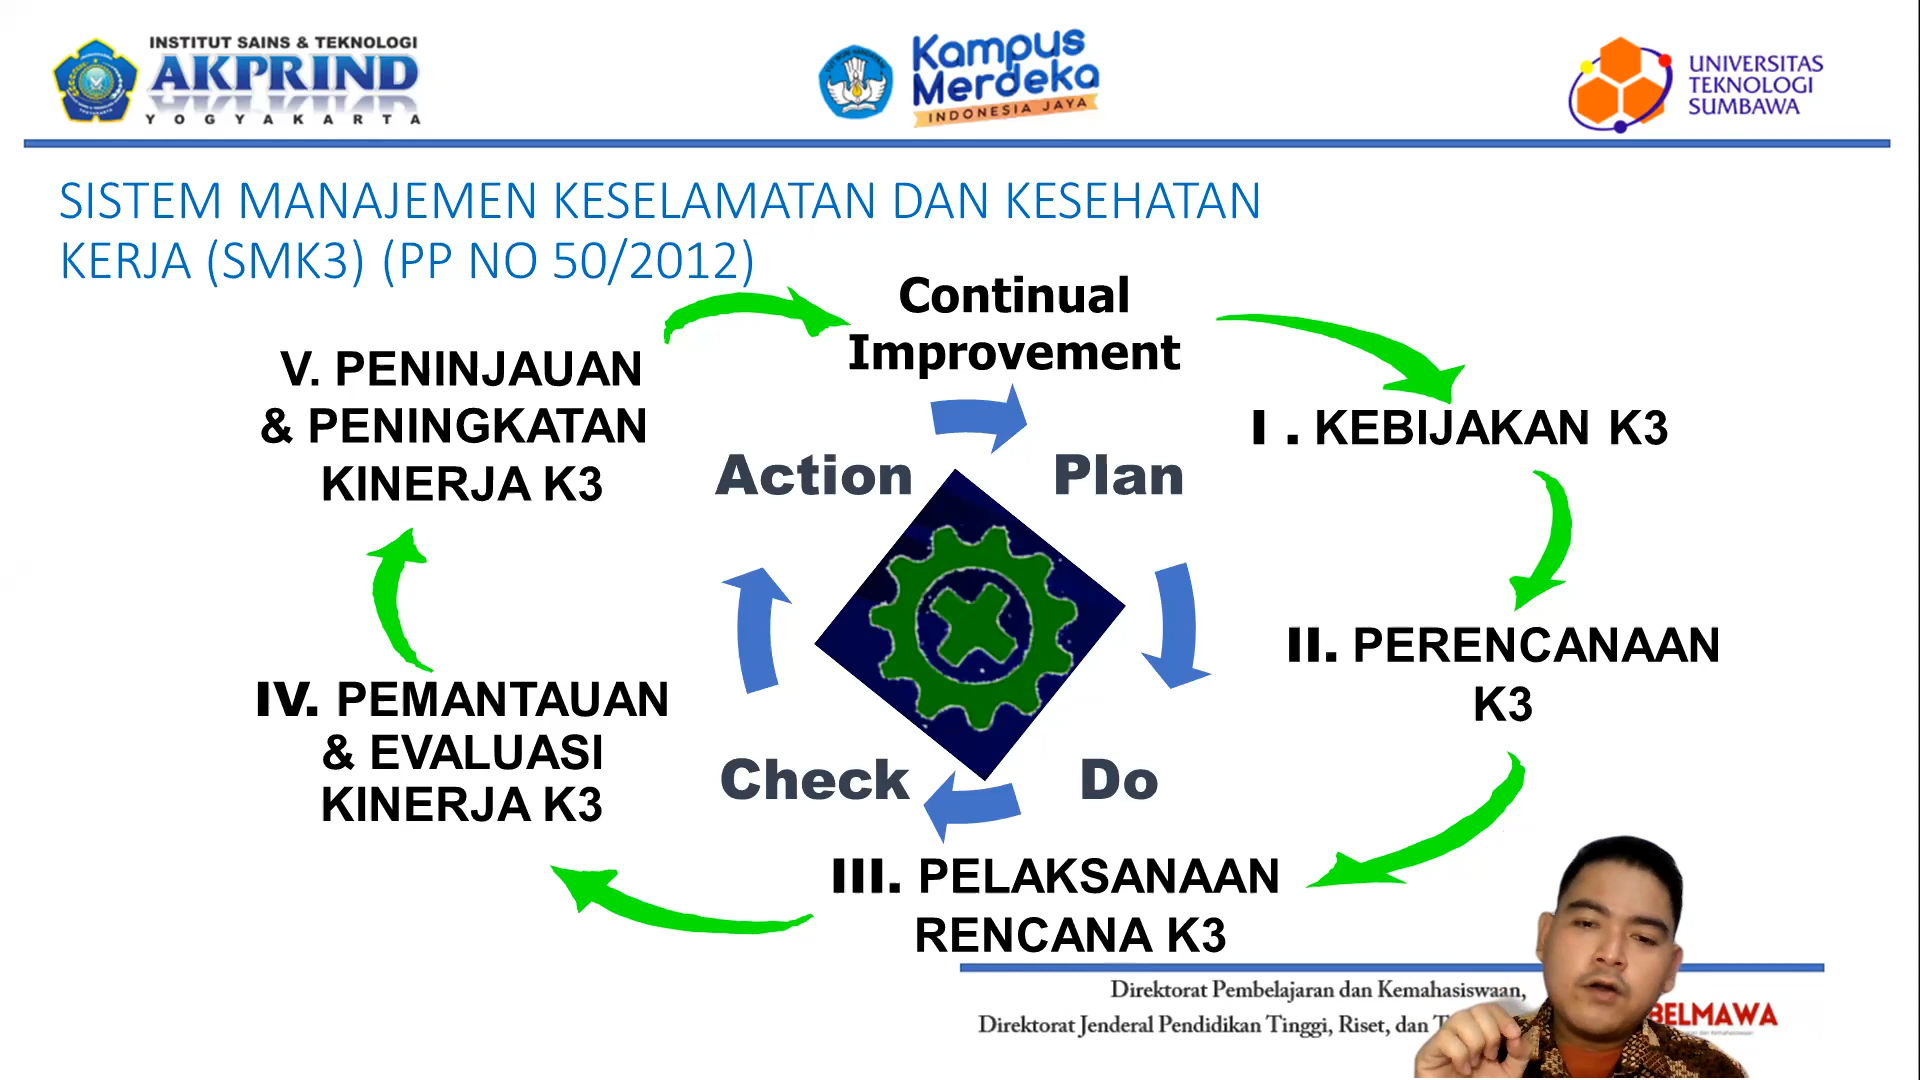 INSTITUT SAINS & TEKNOLOGI
AKPRIND
YOGYAKARTA
Kampus
Merdeka
INDONESIA JAYA
UNIVERSITAS
TEKNOLOGI
SUMBAWA
SISTEM MANAJEMEN KESELAMATAN DAN KESEHATAN
KERJA (SMK3) (PP NO 50/2012)
Continual
Improvement
I . KEBIJAKAN K3
II. PERENCANAAN
K3
III. PELAKSANAAN
RENCANA K3
IV. PEMANTAUAN
& EVALUASI
KINERJA K3
V. PENINJAUAN
& PENINGKATAN
KINERJA K3
Action
Plan
Check
Do
Direktorat Pembelajaran dan Kemahasiswaan,
Direktorat Jenderal Pendidikan Tinggi, Riset, dan T
BELMAWA